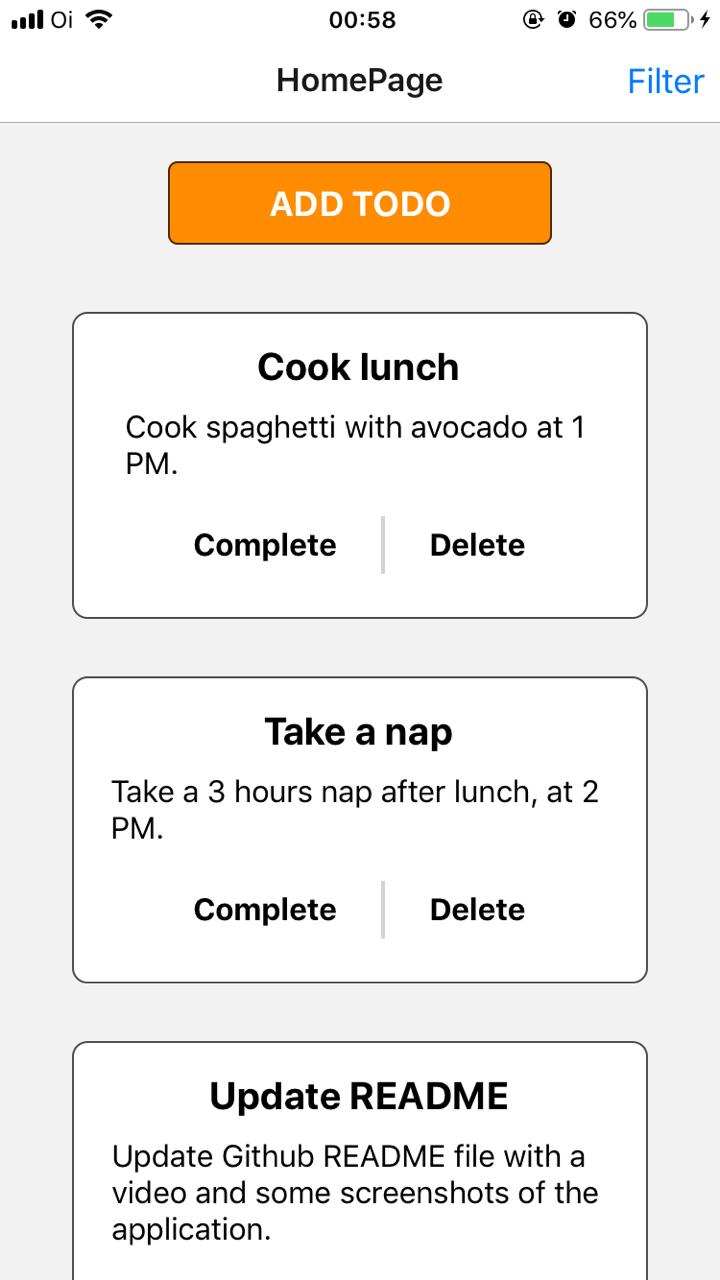 Oi 00:58 66%
HomePage Filter
ADD TODO
Cook lunch
Cook spaghetti with avocado at 1
PM.
Complete Delete
Take a nap
Take a 3 hours nap after lunch, at 2
PM.
Complete Delete
Update README
Update Github README file with a
video and some screenshots of the
application.